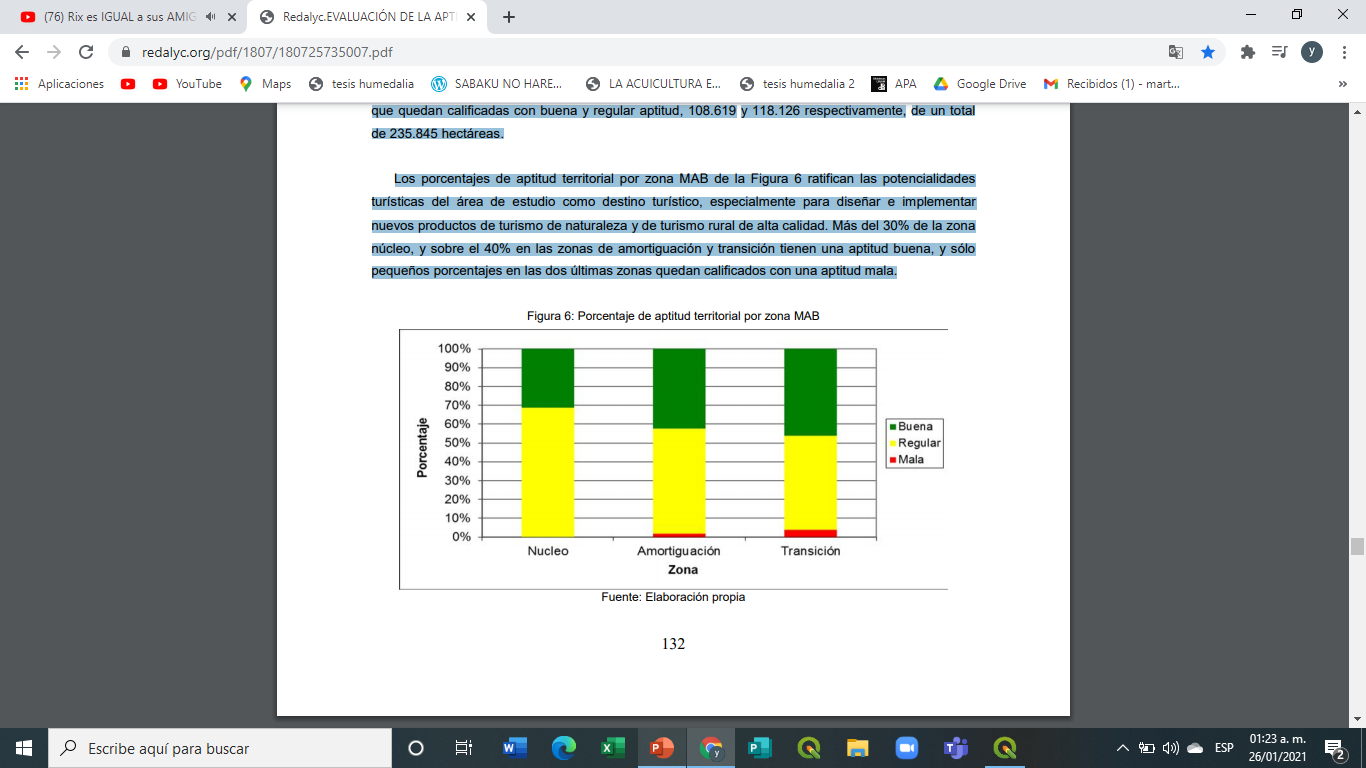 (76) Rix es IGUAL a sus AMIG
Redalyc.EVALUACIÓN DE LA APT
redalyc.org/pdf/1807/180725735007.pdf
y
Aplicaciones
YouTube
Maps
tesis humedalia
SABAKU NO HARE...
LA ACUICULTURA E...
tesis humedalia 2
APA
Google Drive
Recibidos (1) - mart...
»
que quedan calificadas con buena y regular aptitud, 108.619 y 118.126 respectivamente, de un total
de 235.845 hectáreas.
Los porcentajes de aptitud territorial por zona MAB de la Figura 6 ratifican las potencialidades
turísticas del área de estudio como destino turístico, especialmente para diseñar e implementar
nuevos productos de turismo de naturaleza y de turismo rural de alta calidad. Más del 30% de la zona
núcleo, y sobre el 40% en las zonas de amortiguación y transición tienen una aptitud buena, y sólo
pequeños porcentajes en las dos últimas zonas quedan calificados con una aptitud mala.
Figura 6: Porcentaje de aptitud territorial por zona MAB
100%
90%
80%
70%
60%
50%
40%
30%
20%
10%
0%
Porcentaje
Nucleo
Amortiguación
Transición
Zona
Buena
Regular
Mala
Fuente: Elaboración propia
132
Escribe aquí para buscar
ESP
01:23 a. m.
26/01/2021
2